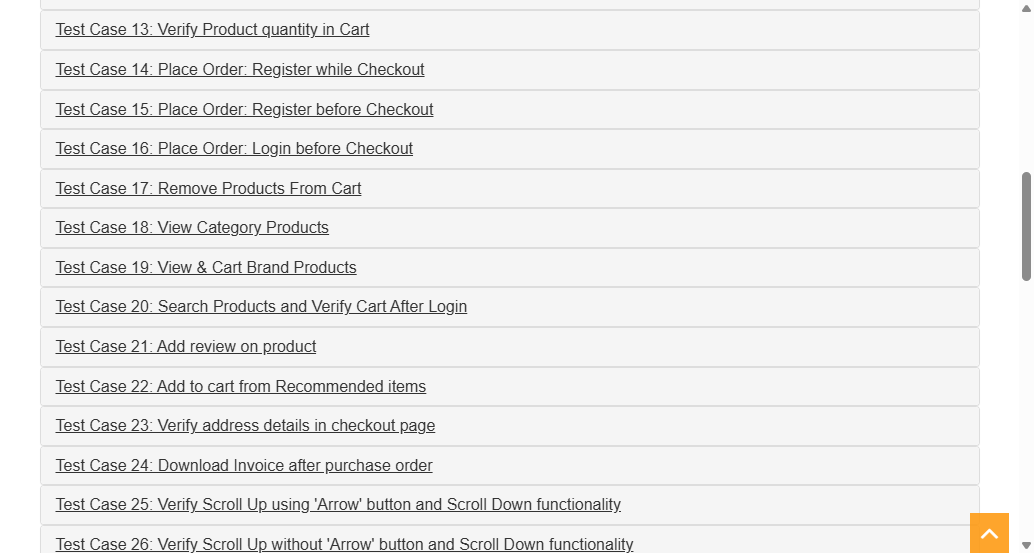 Test Case 13: Verify Product quantity in Cart
Test Case 14: Place Order: Register while Checkout
Test Case 15: Place Order: Register before Checkout
Test Case 16: Place Order: Login before Checkout
Test Case 17: Remove Products From Cart
Test Case 18: View Category Products
Test Case 19: View & Cart Brand Products
Test Case 20: Search Products and Verify Cart After Login
Test Case 21: Add review on product
Test Case 22: Add to cart from Recommended items
Test Case 23: Verify address details in checkout page
Test Case 24: Download Invoice after purchase order
Test Case 25: Verify Scroll Up using 'Arrow' button and Scroll Down functionality
Test Case 26: Verify Scroll Up without 'Arrow' button and Scroll Down functionality